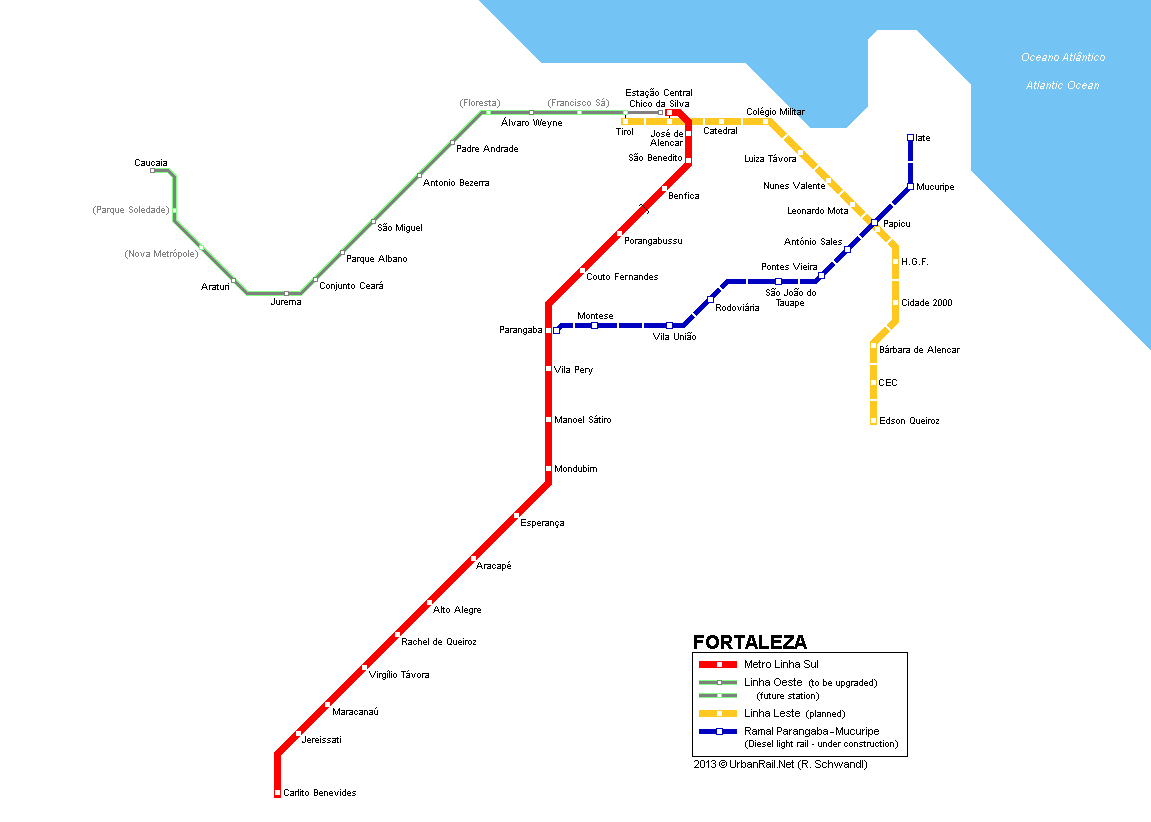 Oceano Atlântico
Atlantic Ocean
Estação Central
Chico da Silva
(Floresta)
(Francisco Sá)
Álvaro Weyne
Tirol
José de
Alencar
Catedral
Colégio Militar
Iate
Padre Andrade
São Benedito
Luiza Távora
Caucaia
Antonio Bezerra
Nunes Valente
Mucuripe
Benfica
(Parque Soledade)
Leonardo Mota
São Miguel
Papicu
Porangabussu
António Sales
(Nova Metrópole)
Parque Albano
H.G.F.
Pontes Vieira
Couto Fernandes
Araturi
Conjunto Ceará
Jurema
São João do
Tauape
Cidade 2000
Rodoviária
Montese
Parangaba
Vila União
Bárbara de Alencar
Vila Pery
CEC
Manoel Sátiro
Edson Queiroz
Mondubim
Esperança
Aracapé
Alto Alegre
Rachel de Queiroz
Virgílio Távora
Maracanaú
Jereissati
Carlito Benevides
FORTALEZA
Metro Linha Sul
Linha Oeste (to be upgraded)
(future station)
Linha Leste (planned)
Ramal Parangaba-Mucuripe
(Diesel light rail - under construction)
2013 © UrbanRail.Net (R. Schwandl)